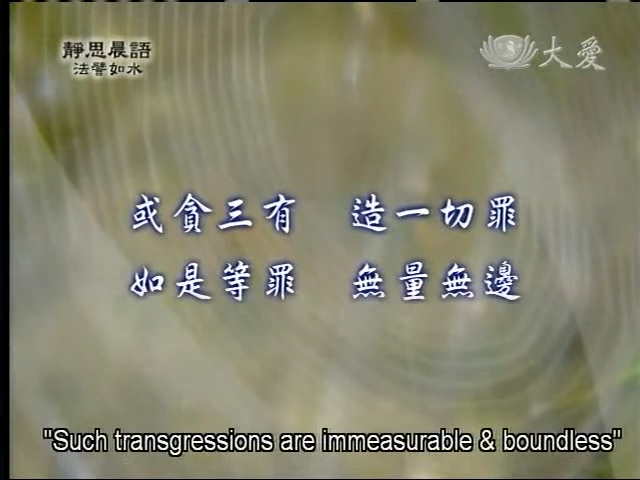 靜思晨語
法譬如水
大愛
或貪三有 造一切罪
如是等罪 無量無邊
"Such transgressions are immeasurable & boundless"